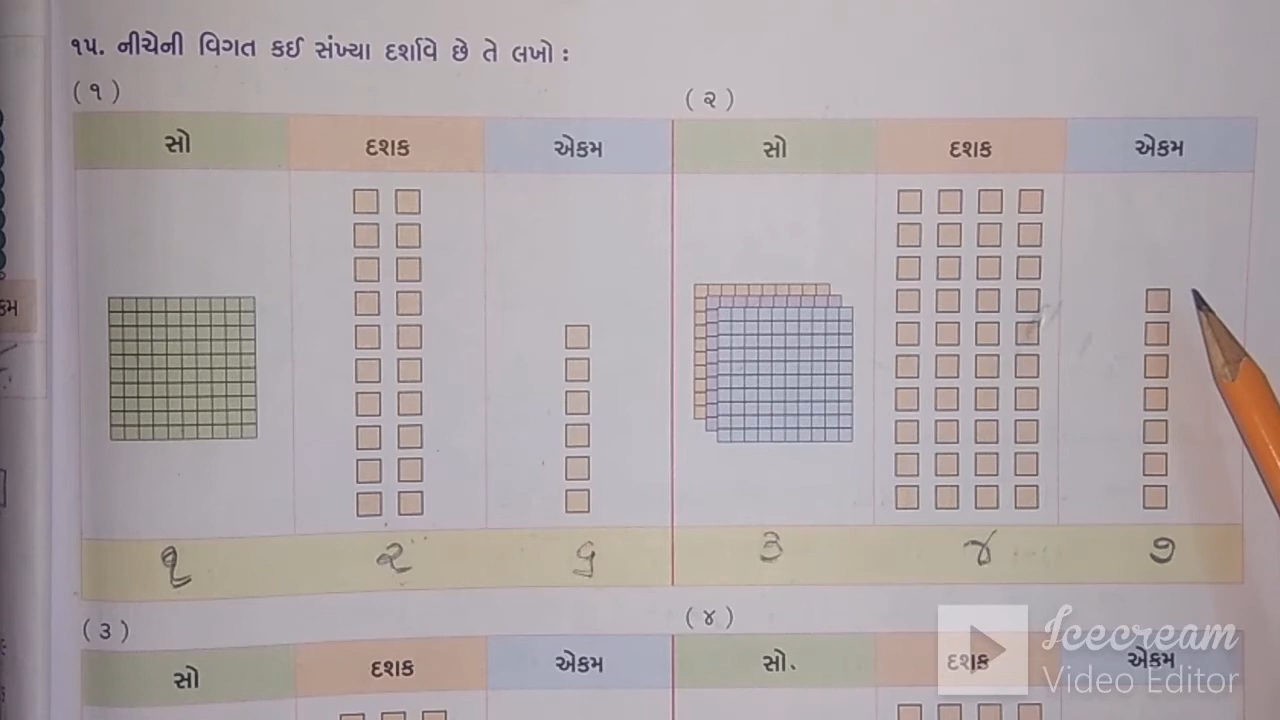 ૧૫. નીચેની વિગત કઈ સંખ્યા દર્શાવે છે તે લખો :
(૧)
(૨)
સો દશક એકમ સો દશક એકમ
કમ
૧ ૨ ૬ ૩ ૪ ૭
(૩)
(૪)
સો દશક એકમ સો. દશક એકમ
Icecream
Video Editor